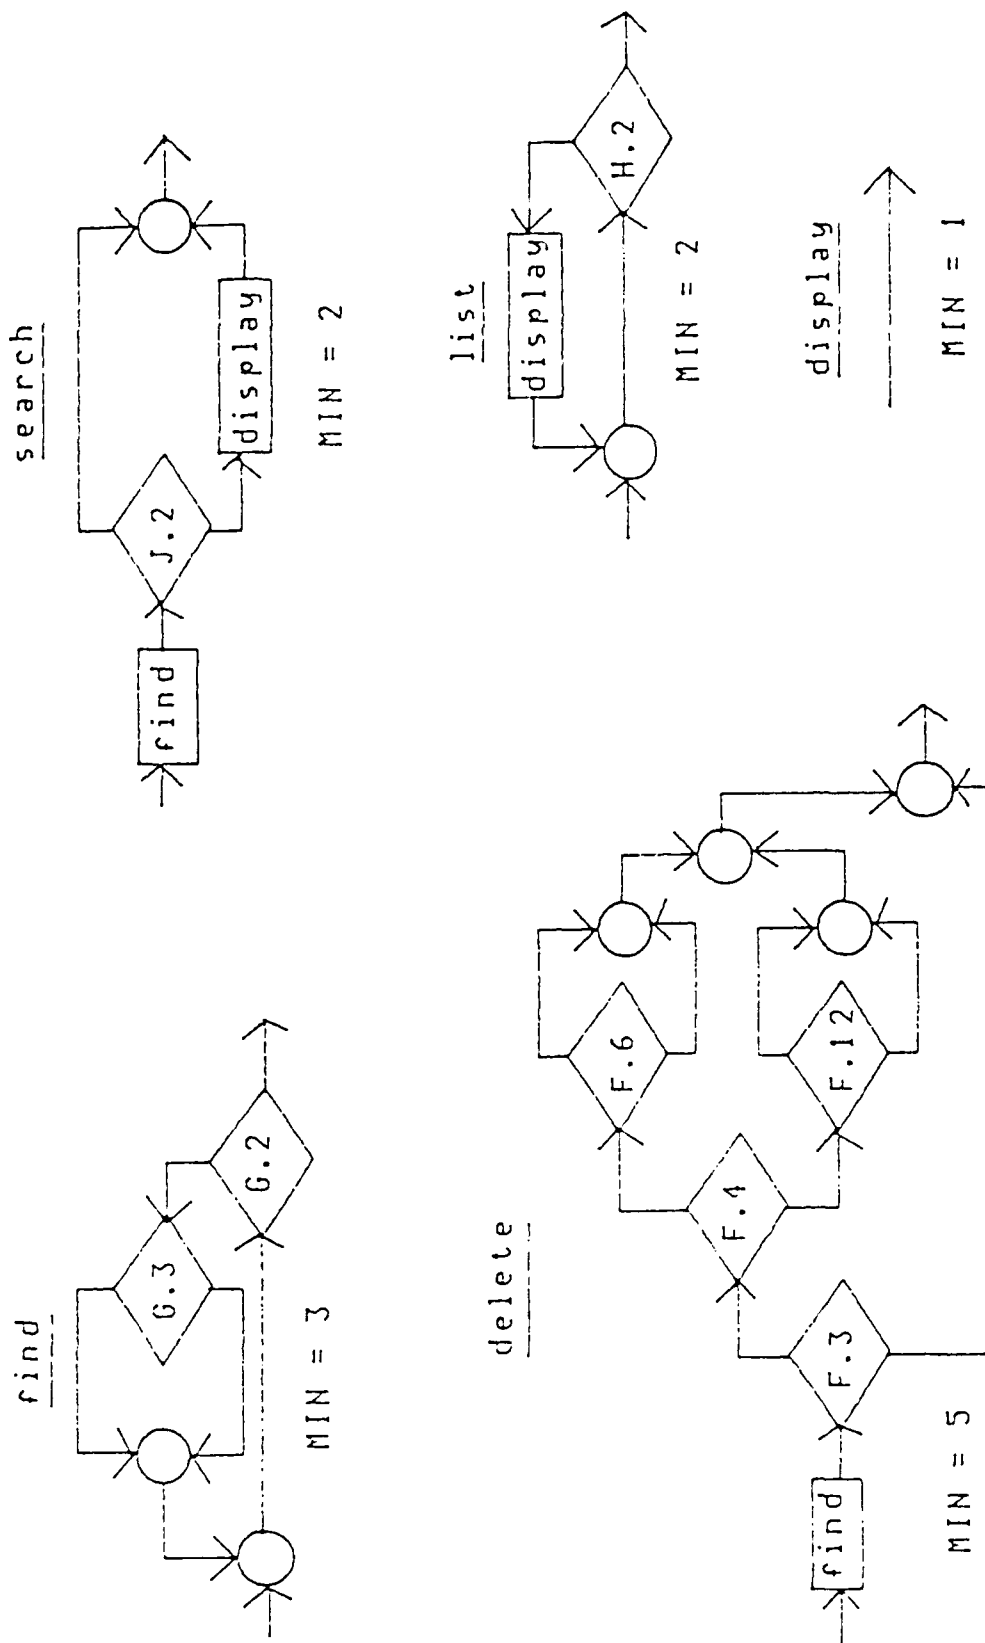 find
G.3
G.2
MIN = 3
search
find
J.2
display
MIN = 2
delete
find
F.3
F.4
F.6
F.12
MIN = 5
list
display
H.2
MIN = 2
display
MIN = 1